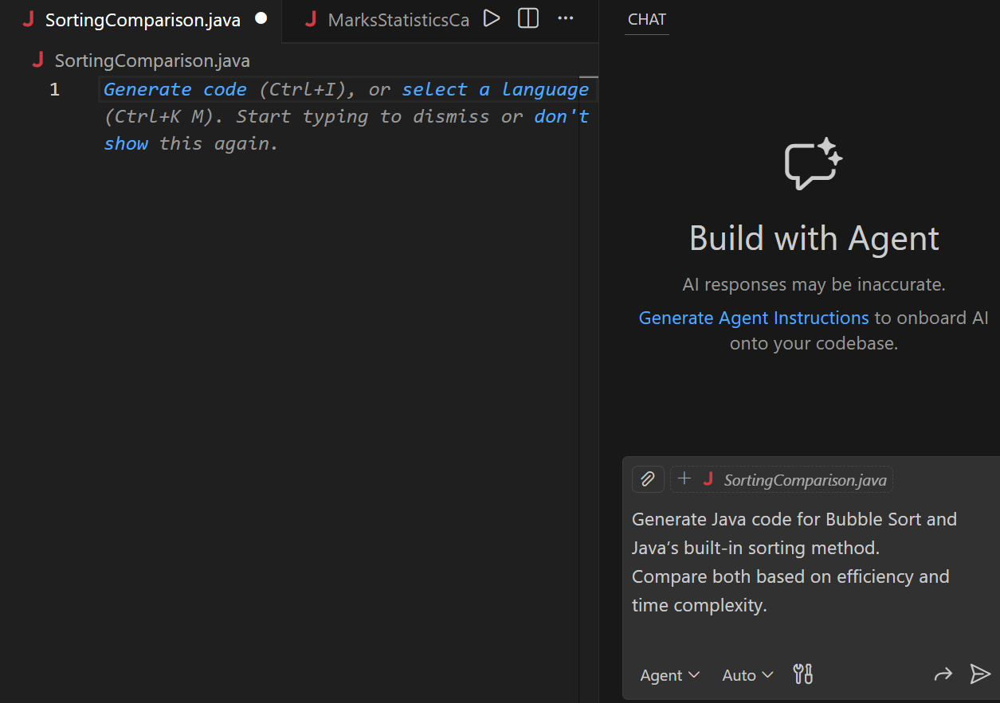 SortingComparison.java
MarksStatisticsCa
SortingComparison.java
1
Generate code (Ctrl+I), or select a language
(Ctrl+K M). Start typing to dismiss or don't
show this again.
CHAT
Build with Agent
AI responses may be inaccurate.
Generate Agent Instructions to onboard AI
onto your codebase.
SortingComparison.java
Generate Java code for Bubble Sort and
Java’s built-in sorting method.
Compare both based on efficiency and
time complexity.
Agent
Auto